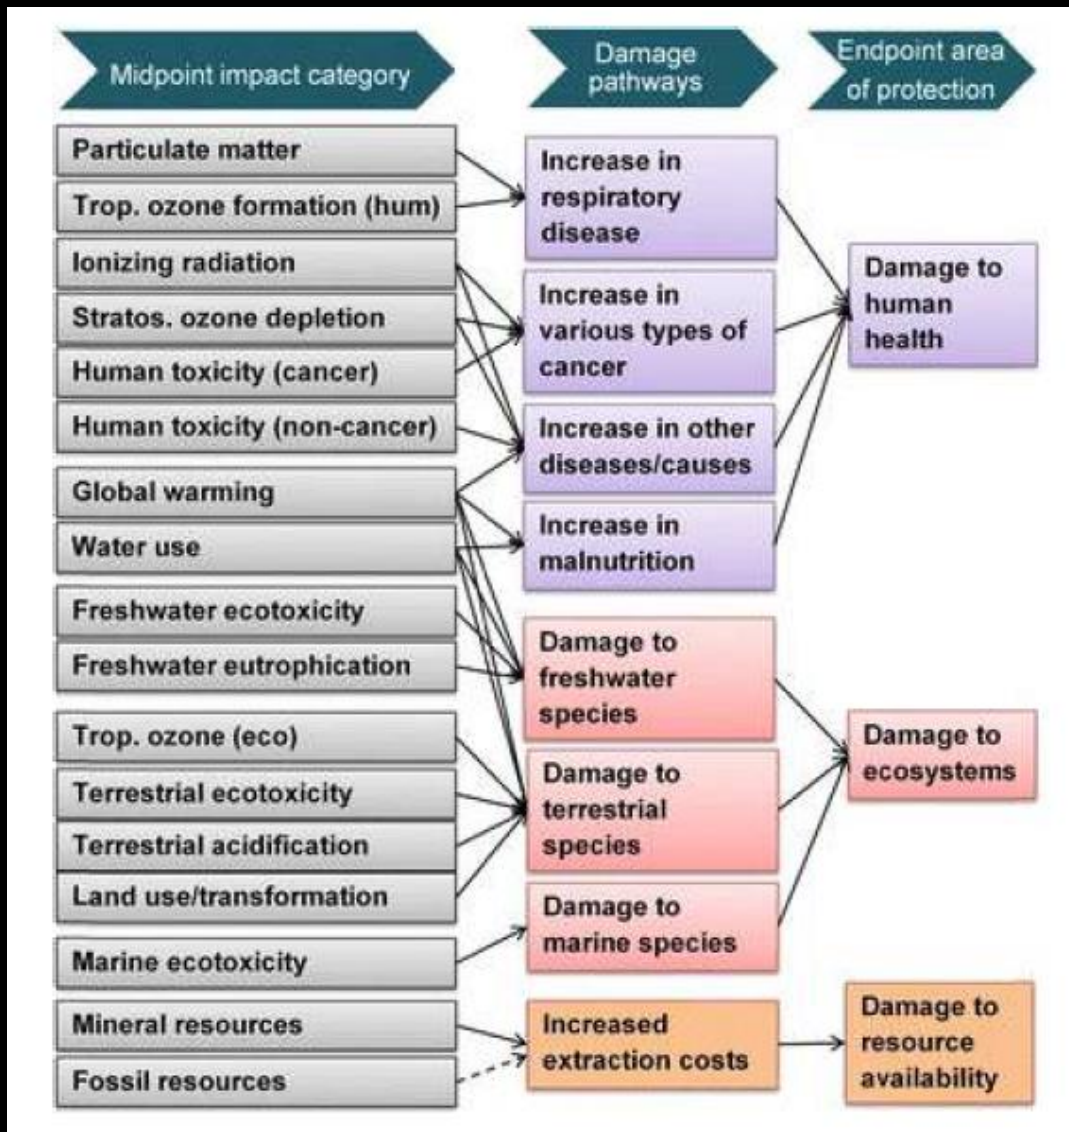 Midpoint impact category
Damage
pathways
Endpoint area
of protection
Particulate matter
Trop. ozone formation (hum)
Ionizing radiation
Stratos. ozone depletion
Human toxicity (cancer)
Human toxicity (non-cancer)
Global warming
Water use
Freshwater ecotoxicity
Freshwater eutrophication
Trop. ozone (eco)
Terrestrial ecotoxicity
Terrestrial acidification
Land use/transformation
Marine ecotoxicity
Mineral resources
Fossil resources
Increase in
respiratory
disease
Increase in
various types of
cancer
Increase in other
diseases/causes
Increase in
malnutrition
Damage to
freshwater
species
Damage to
terrestrial
species
Damage to
marine species
Increased
extraction costs
Damage to
human
health
Damage to
ecosystems
Damage to
resource
availability